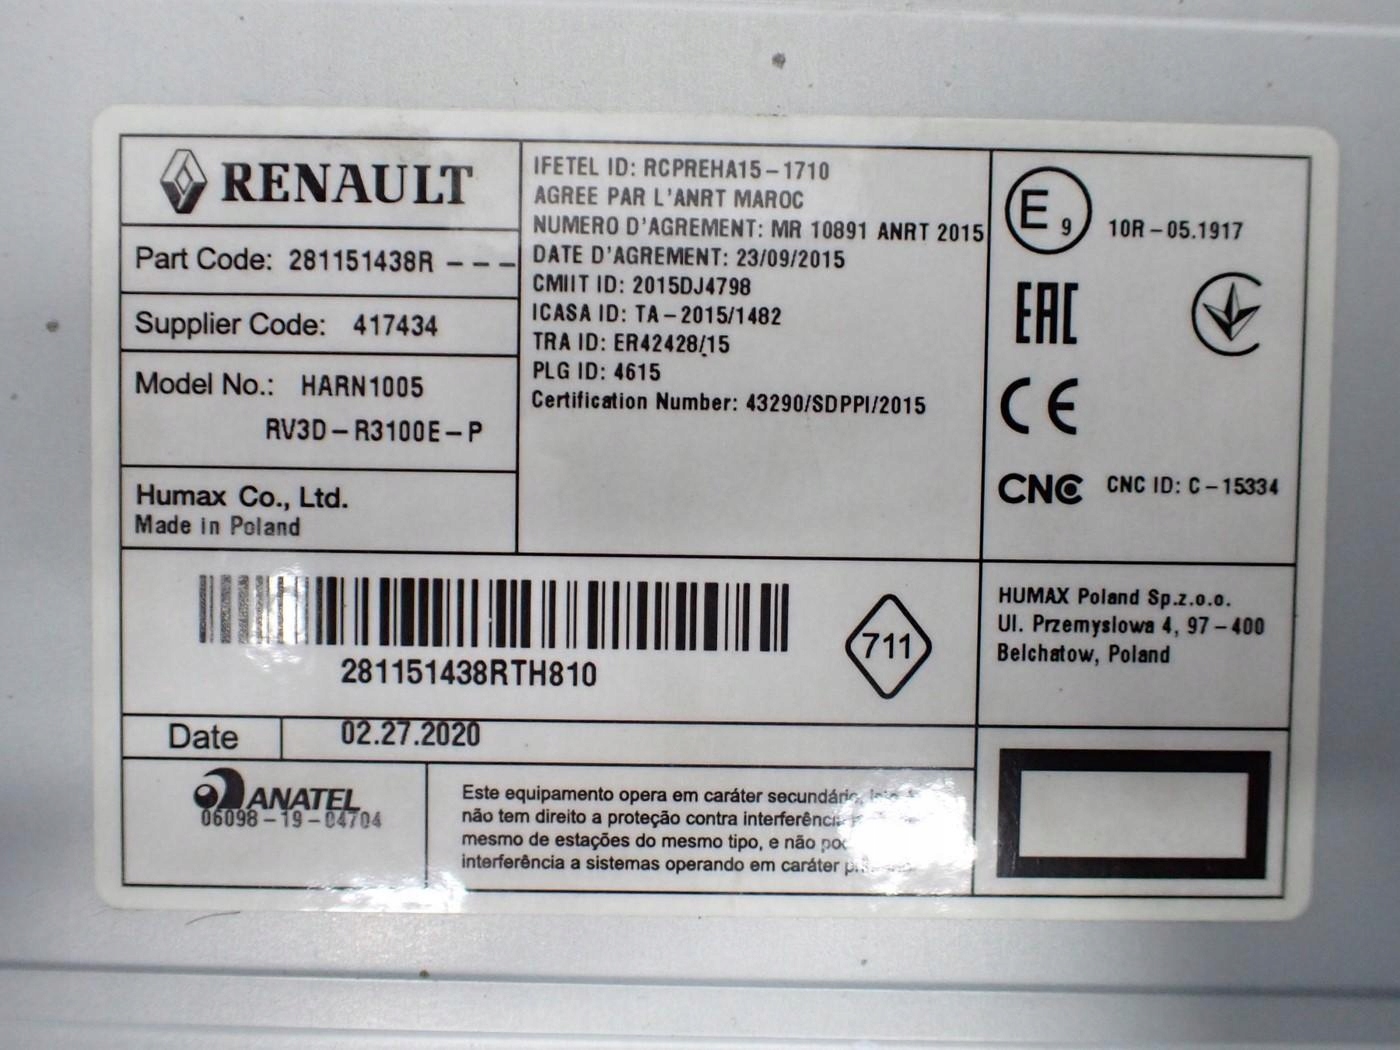 RENAULT
Part Code: 281151438R - - -
Supplier Code: 417434
Model No.: HARN1005
RV3D-R3100E-P
Humax Co., Ltd.
Made in Poland
IFETEL ID: RCPREHA15-1710
AGREE PAR L'ANRT MAROC
NUMERO D'AGREMENT: MR 10891 ANRT 2015
DATE D'AGREMENT: 23/09/2015
CMIIT ID: 2015DJ4798
ICASA ID: TA-2015/1482
TRA ID: ER42428/15
PLG ID: 4615
Certification Number: 43290/SDPPI/2015
E 9 10R-05.1917
EAC
CE
CNC CNC ID: C-15334
281151438RTH810
711
HUMAX Poland Sp.z.o.o.
Ul. Przemyslowa 4, 97-400
Belchatow, Poland
Date 02.27.2020
ANATEL
06098-19-04704
Este equipamento opera em caráter secundário,
não tem direito a proteção contra interferência
mesmo de estações do mesmo tipo, e não
interferência a sistemas operando em caráter